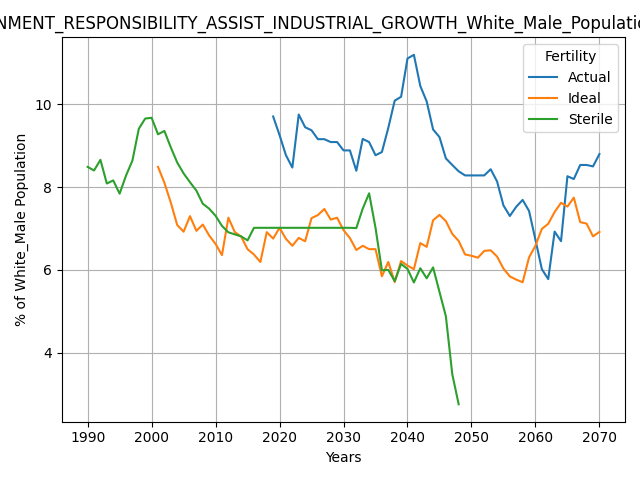 NMENT_RESPONSIBILITY_ASSIST_INDUSTRIAL_GROWTH_White_Male_Populatio
Fertility
Actual
Ideal
Sterile
% of White_Male Population
10
8
6
4
1990 2000 2010 2020 2030 2040 2050 2060 2070
Years